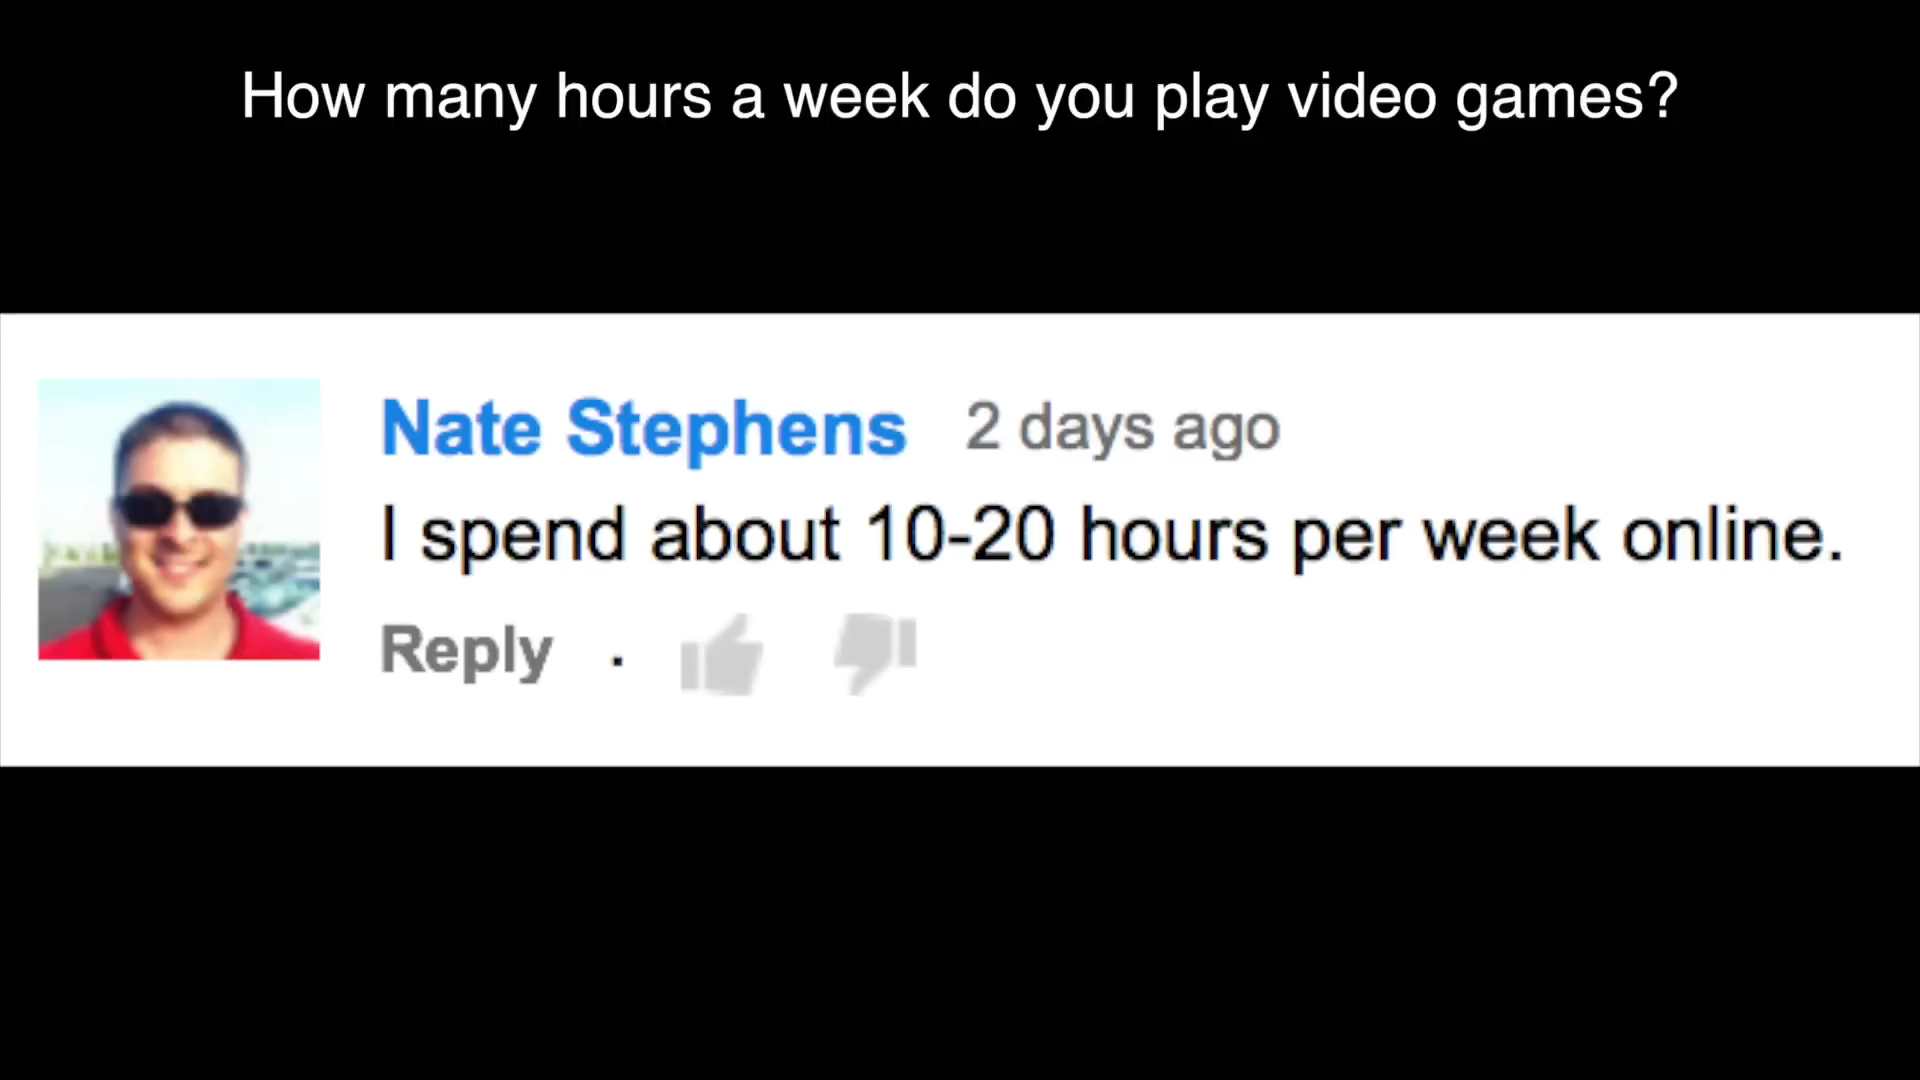 How many hours a week do you play video games?
Nate Stephens 2 days ago
I spend about 10-20 hours per week online.
Reply .